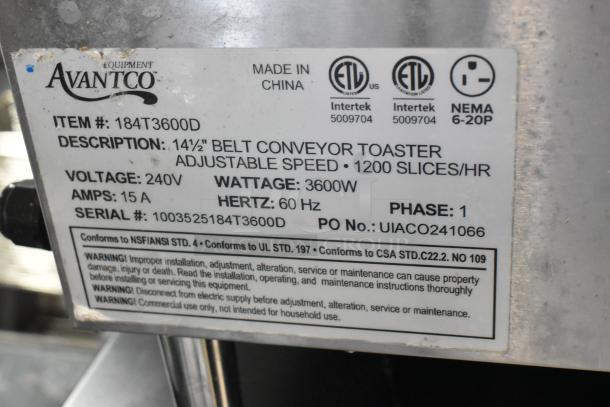 EQUIPMENT
AVANTCO
MADE IN
CHINA
ETL
US
LISTED
Intertek
5009704
ETL
Intertek
5009704
NEMA
6-20P
ITEM #: 184T3600D
DESCRIPTION: 14½" BELT CONVEYOR TOASTER
ADJUSTABLE SPEED • 1200 SLICES/HR
VOLTAGE: 240V WATTAGE: 3600W
AMPS: 15 A HERTZ: 60 Hz PHASE: 1
SERIAL #: 1003525184T3600D PO No.: UIACO241066
Conforms to NSF/ANSI STD. 4 • Conforms to UL STD. 197 • Conforms to CSA STD.C22.2. NO 109
WARNING! Improper installation, adjustment, alteration, service or maintenance can cause property
damage, injury or death. Read the installation, operating, and maintenance instructions thoroughly
before installing or servicing this equipment.
WARNING! Disconnect from electric supply before adjustment, alteration, service or maintenance.
WARNING! Commercial use only, not intended for household use.